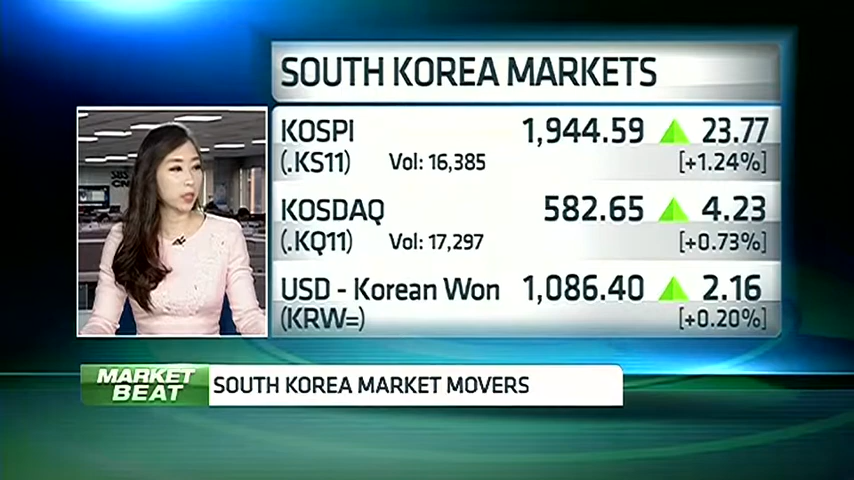 SOUTH KOREA MARKETS
KOSPI 1,944.59 23.77
(.KS11) Vol: 16,385 [+1.24%]
KOSDAQ 582.65 4.23
(.KQ11) Vol: 17,297 [+0.73%]
USD - Korean Won 1,086.40 2.16
(KRW=) [+0.20%]
SBS
CN
MARKET
BEAT
SOUTH KOREA MARKET MOVERS